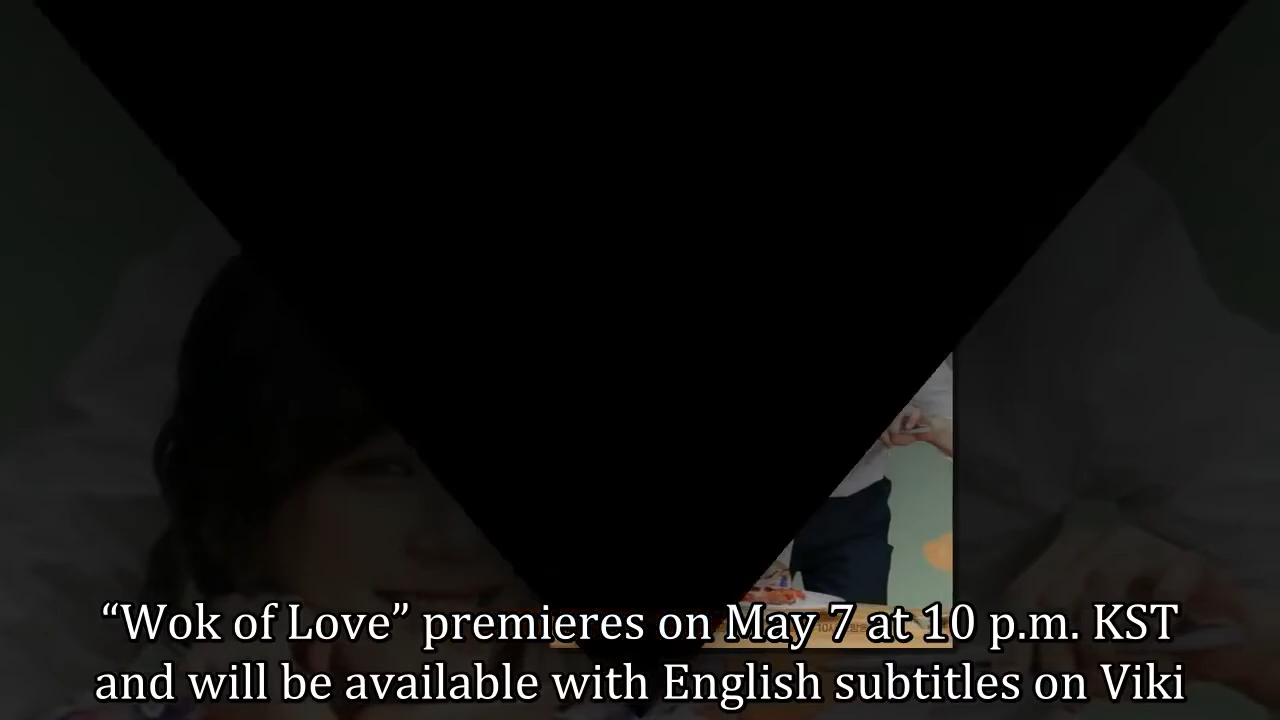 “Wok of Love” premieres on May 7 at 10 p.m. KST
and will be available with English subtitles on Viki